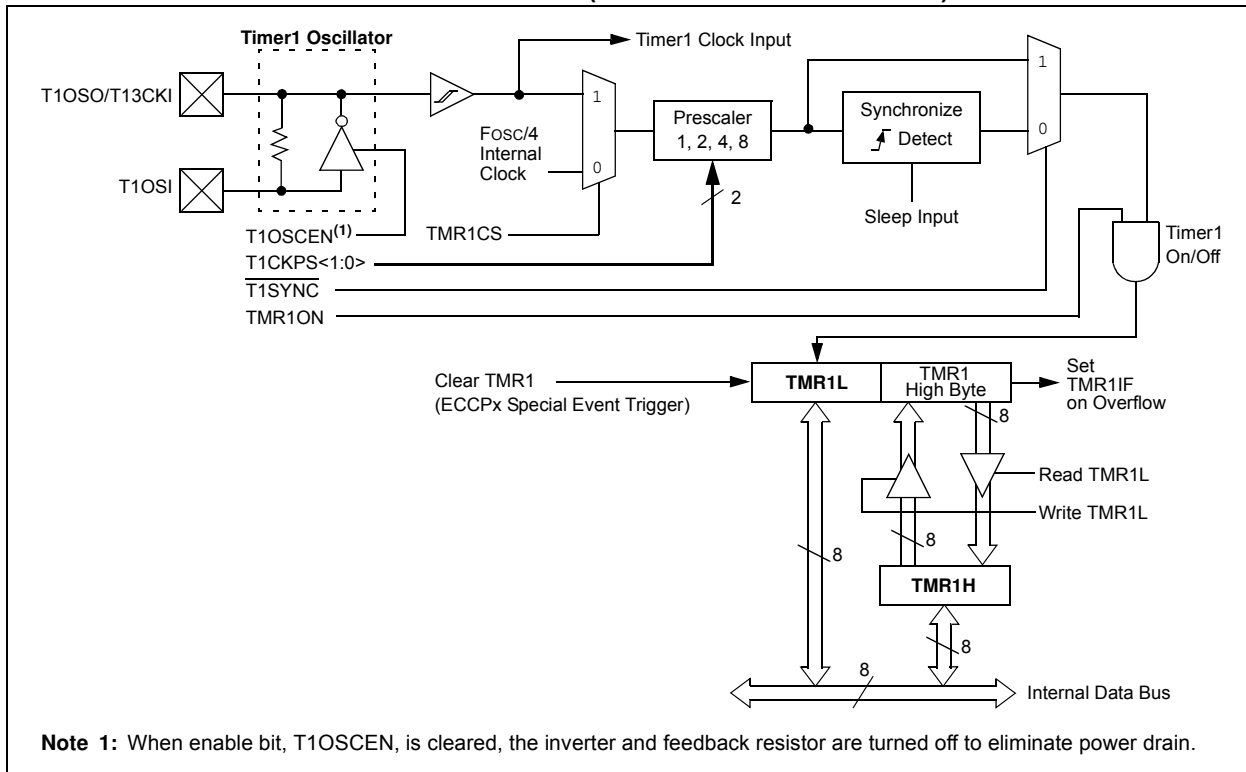 Timer1 Oscillator
Timer1 Clock Input
T1OSO/T13CKI
1
FOSC/4
Internal
Clock
0
Prescaler
1, 2, 4, 8
Synchronize
Detect
1
0
T1OSI
2
Sleep Input
T1OSCEN(1)
TMR1CS
T1CKPS<1:0>
T1SYNC
TMR1ON
Timer1
On/Off
Clear TMR1
(ECCPx Special Event Trigger)
TMR1L
TMR1
High Byte
Set
TMR1IF
on Overflow
8
Read TMR1L
Write TMR1L
8
8
TMR1H
8
8
Internal Data Bus
Note 1: When enable bit, T1OSCEN, is cleared, the inverter and feedback resistor are turned off to eliminate power drain.